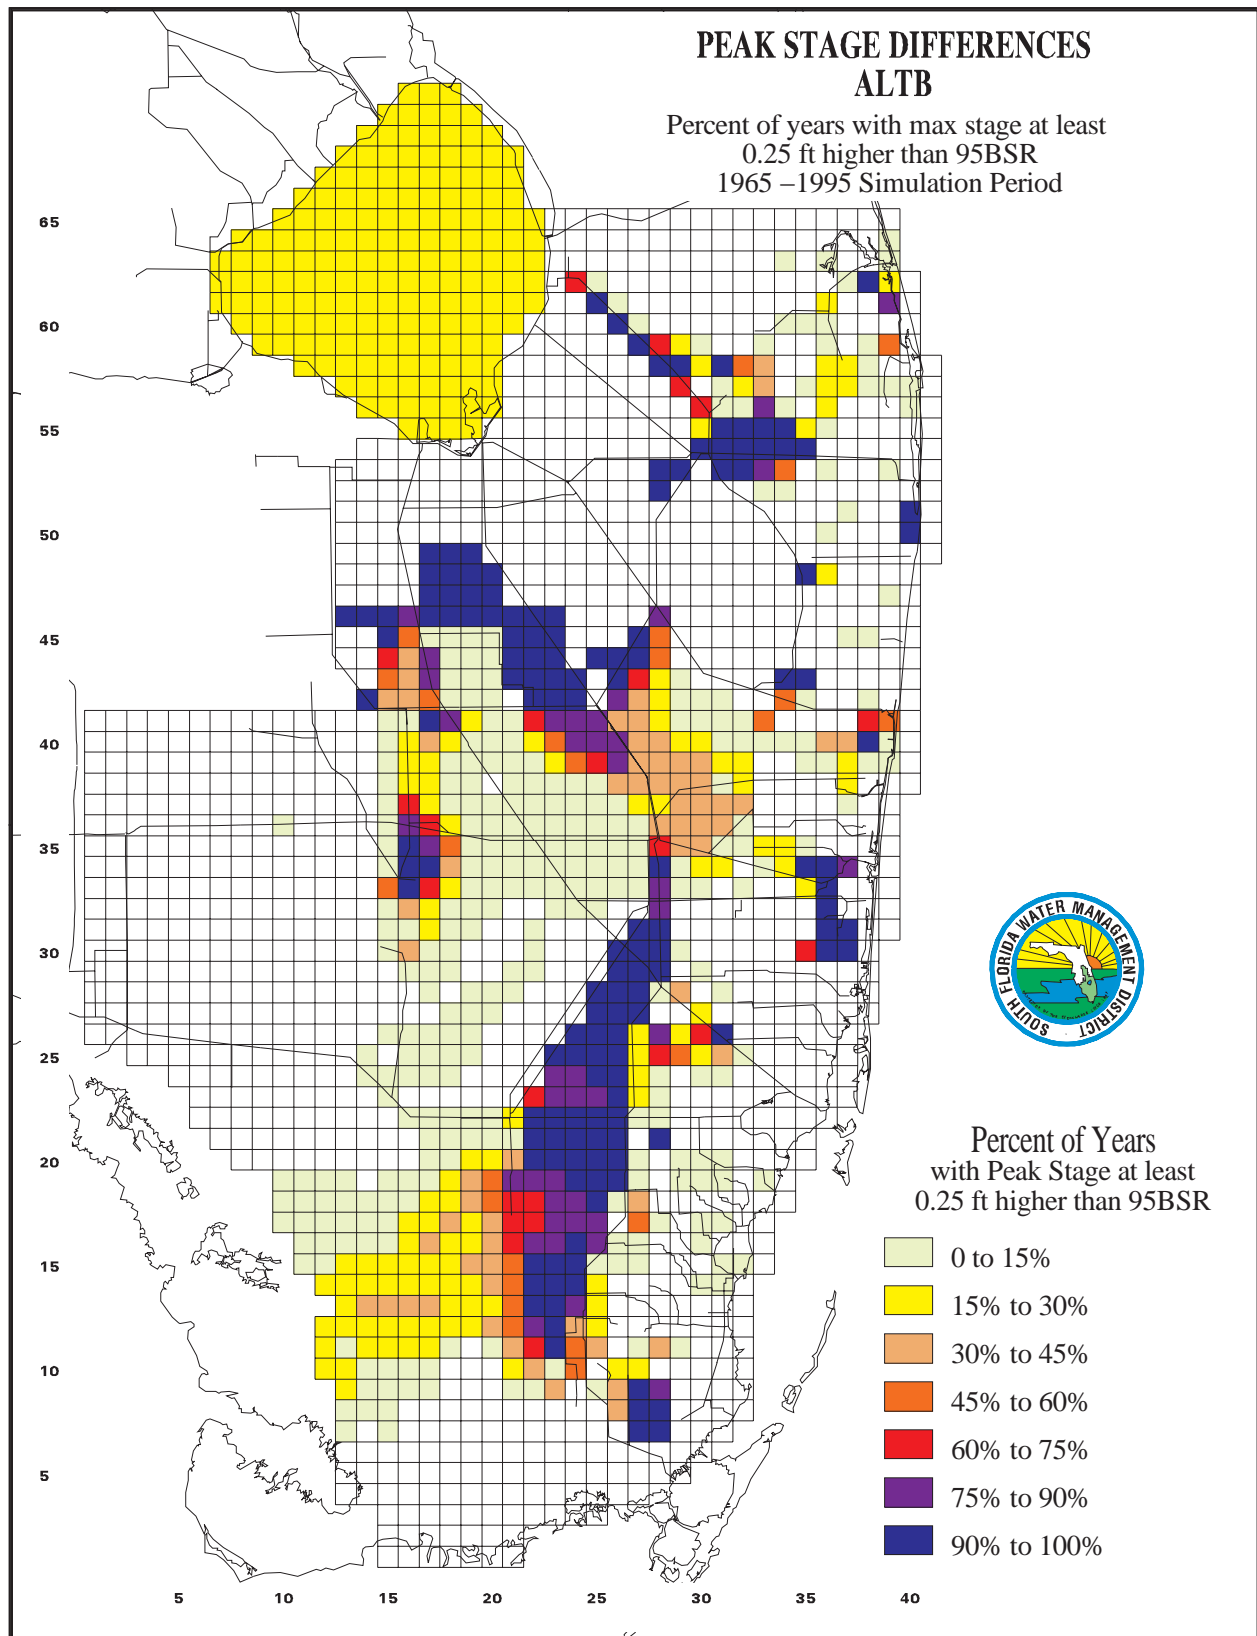 PEAK STAGE DIFFERENCES
ALTB
Percent of years with max stage at least
0.25 ft higher than 95BSR
1965 –1995 Simulation Period
65
60
55
50
45
40
35
30
25
20
15
10
5
5 10 15 20 25 30 35 40
SOUTH FLORIDA WATER MANAGEMENT DISTRICT
Percent of Years
with Peak Stage at least
0.25 ft higher than 95BSR
0 to 15%
15% to 30%
30% to 45%
45% to 60%
60% to 75%
75% to 90%
90% to 100%